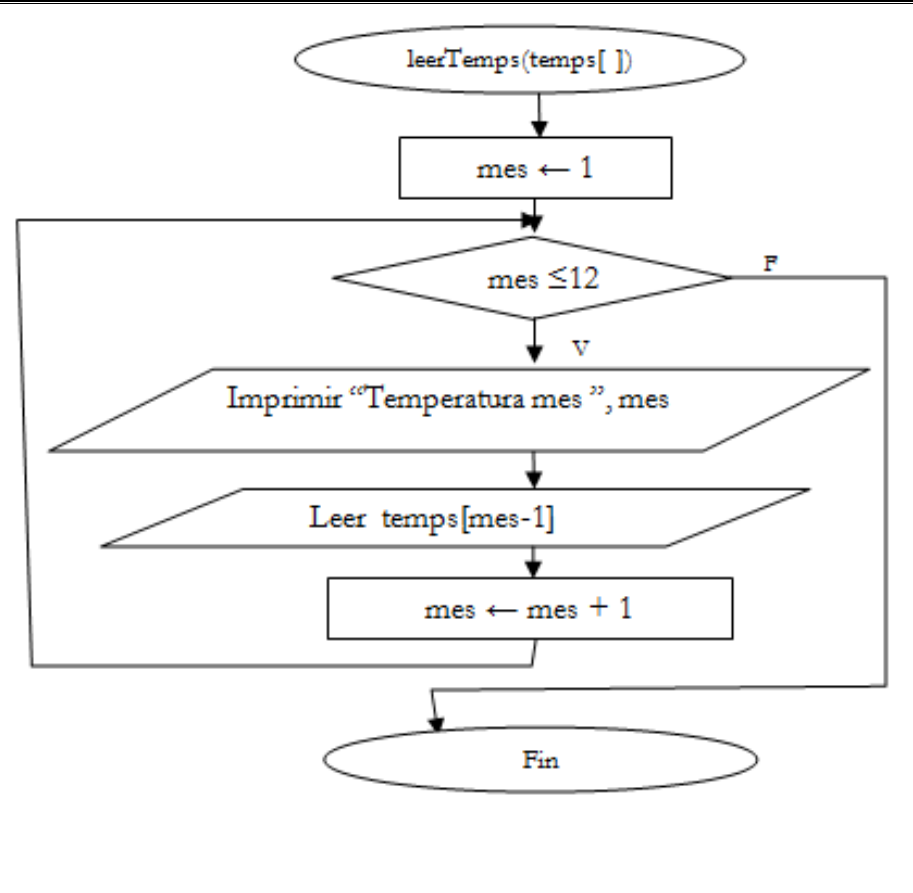 leerTemps(temps[ ])
mes ← 1
mes ≤12
F
V
Imprimir “Temperatura mes ”, mes
Leer temps[mes-1]
mes ← mes + 1
Fin